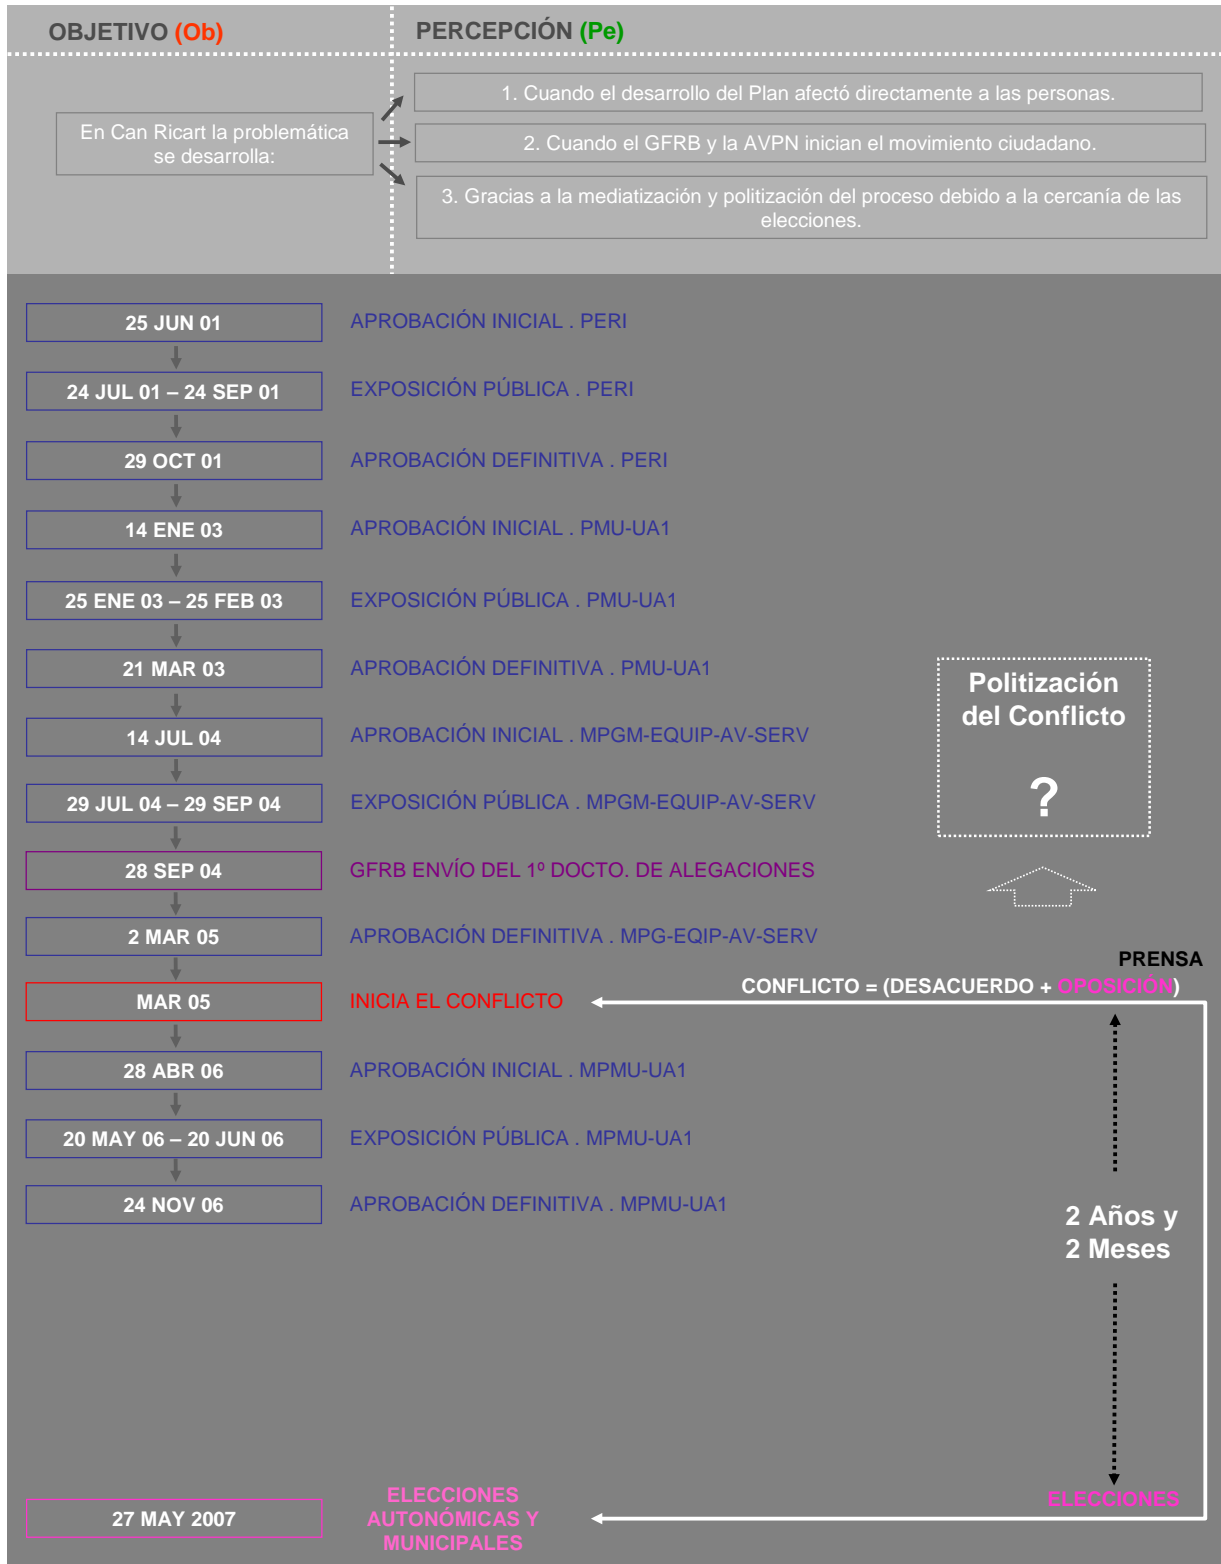 OBJETIVO (Ob)
PERCEPCIÓN (Pe)
En Can Ricart la problemática
se desarrolla:
1. Cuando el desarrollo del Plan afectó directamente a las personas.
2. Cuando el GFRB y la AVPN inician el movimiento ciudadano.
3. Gracias a la mediatización y politización del proceso debido a la cercanía de las
elecciones.
25 JUN 01
APROBACIÓN INICIAL . PERI
24 JUL 01 – 24 SEP 01
EXPOSICIÓN PÚBLICA . PERI
29 OCT 01
APROBACIÓN DEFINITIVA . PERI
14 ENE 03
APROBACIÓN INICIAL . PMU-UA1
25 ENE 03 – 25 FEB 03
EXPOSICIÓN PÚBLICA . PMU-UA1
21 MAR 03
APROBACIÓN DEFINITIVA . PMU-UA1
14 JUL 04
APROBACIÓN INICIAL . MPGM-EQUIP-AV-SERV
29 JUL 04 – 29 SEP 04
EXPOSICIÓN PÚBLICA . MPGM-EQUIP-AV-SERV
28 SEP 04
GFRB ENVÍO DEL 1º DOCTO. DE ALEGACIONES
2 MAR 05
APROBACIÓN DEFINITIVA . MPG-EQIP-AV-SERV
MAR 05
INICIA EL CONFLICTO
28 ABR 06
APROBACIÓN INICIAL . MPMU-UA1
20 MAY 06 – 20 JUN 06
EXPOSICIÓN PÚBLICA . MPMU-UA1
24 NOV 06
APROBACIÓN DEFINITIVA . MPMU-UA1
27 MAY 2007
ELECCIONES
AUTONÓMICAS Y
MUNICIPALES
Politización
del Conflicto
?
PRENSA
CONFLICTO = (DESACUERDO + OPOSICIÓN)
2 Años y
2 Meses
ELECCIONES